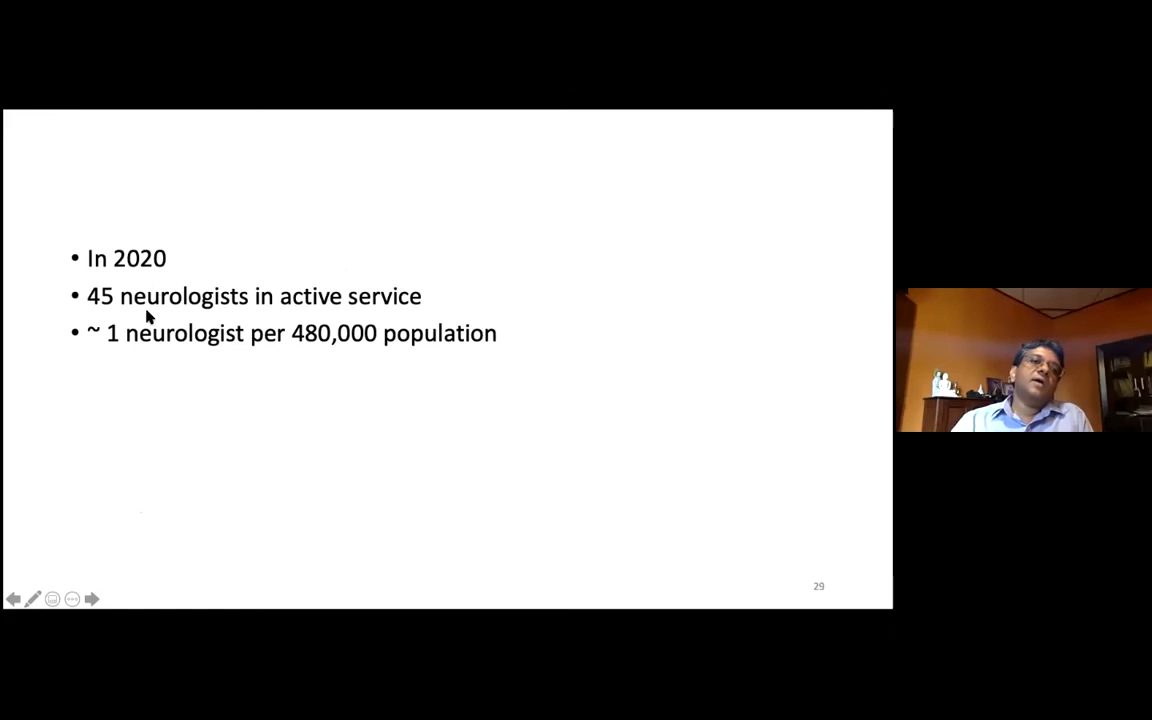 • In 2020
• 45 neurologists in active service
• ~ 1 neurologist per 480,000 population
29